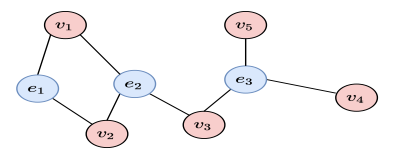 v₁ v₅
e₁ e₂ e₃
v₂ v₃ v₄